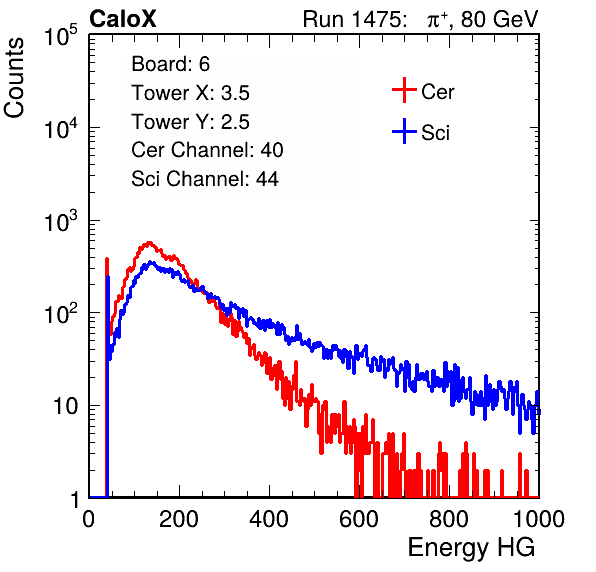 CaloX Run 1475: π⁺, 80 GeV
Counts
Board: 6
Tower X: 3.5
Tower Y: 2.5
Cer Channel: 40
Sci Channel: 44
Cer
Sci
10⁵
10⁴
10³
10²
10
1
0 200 400 600 800 1000
Energy HG